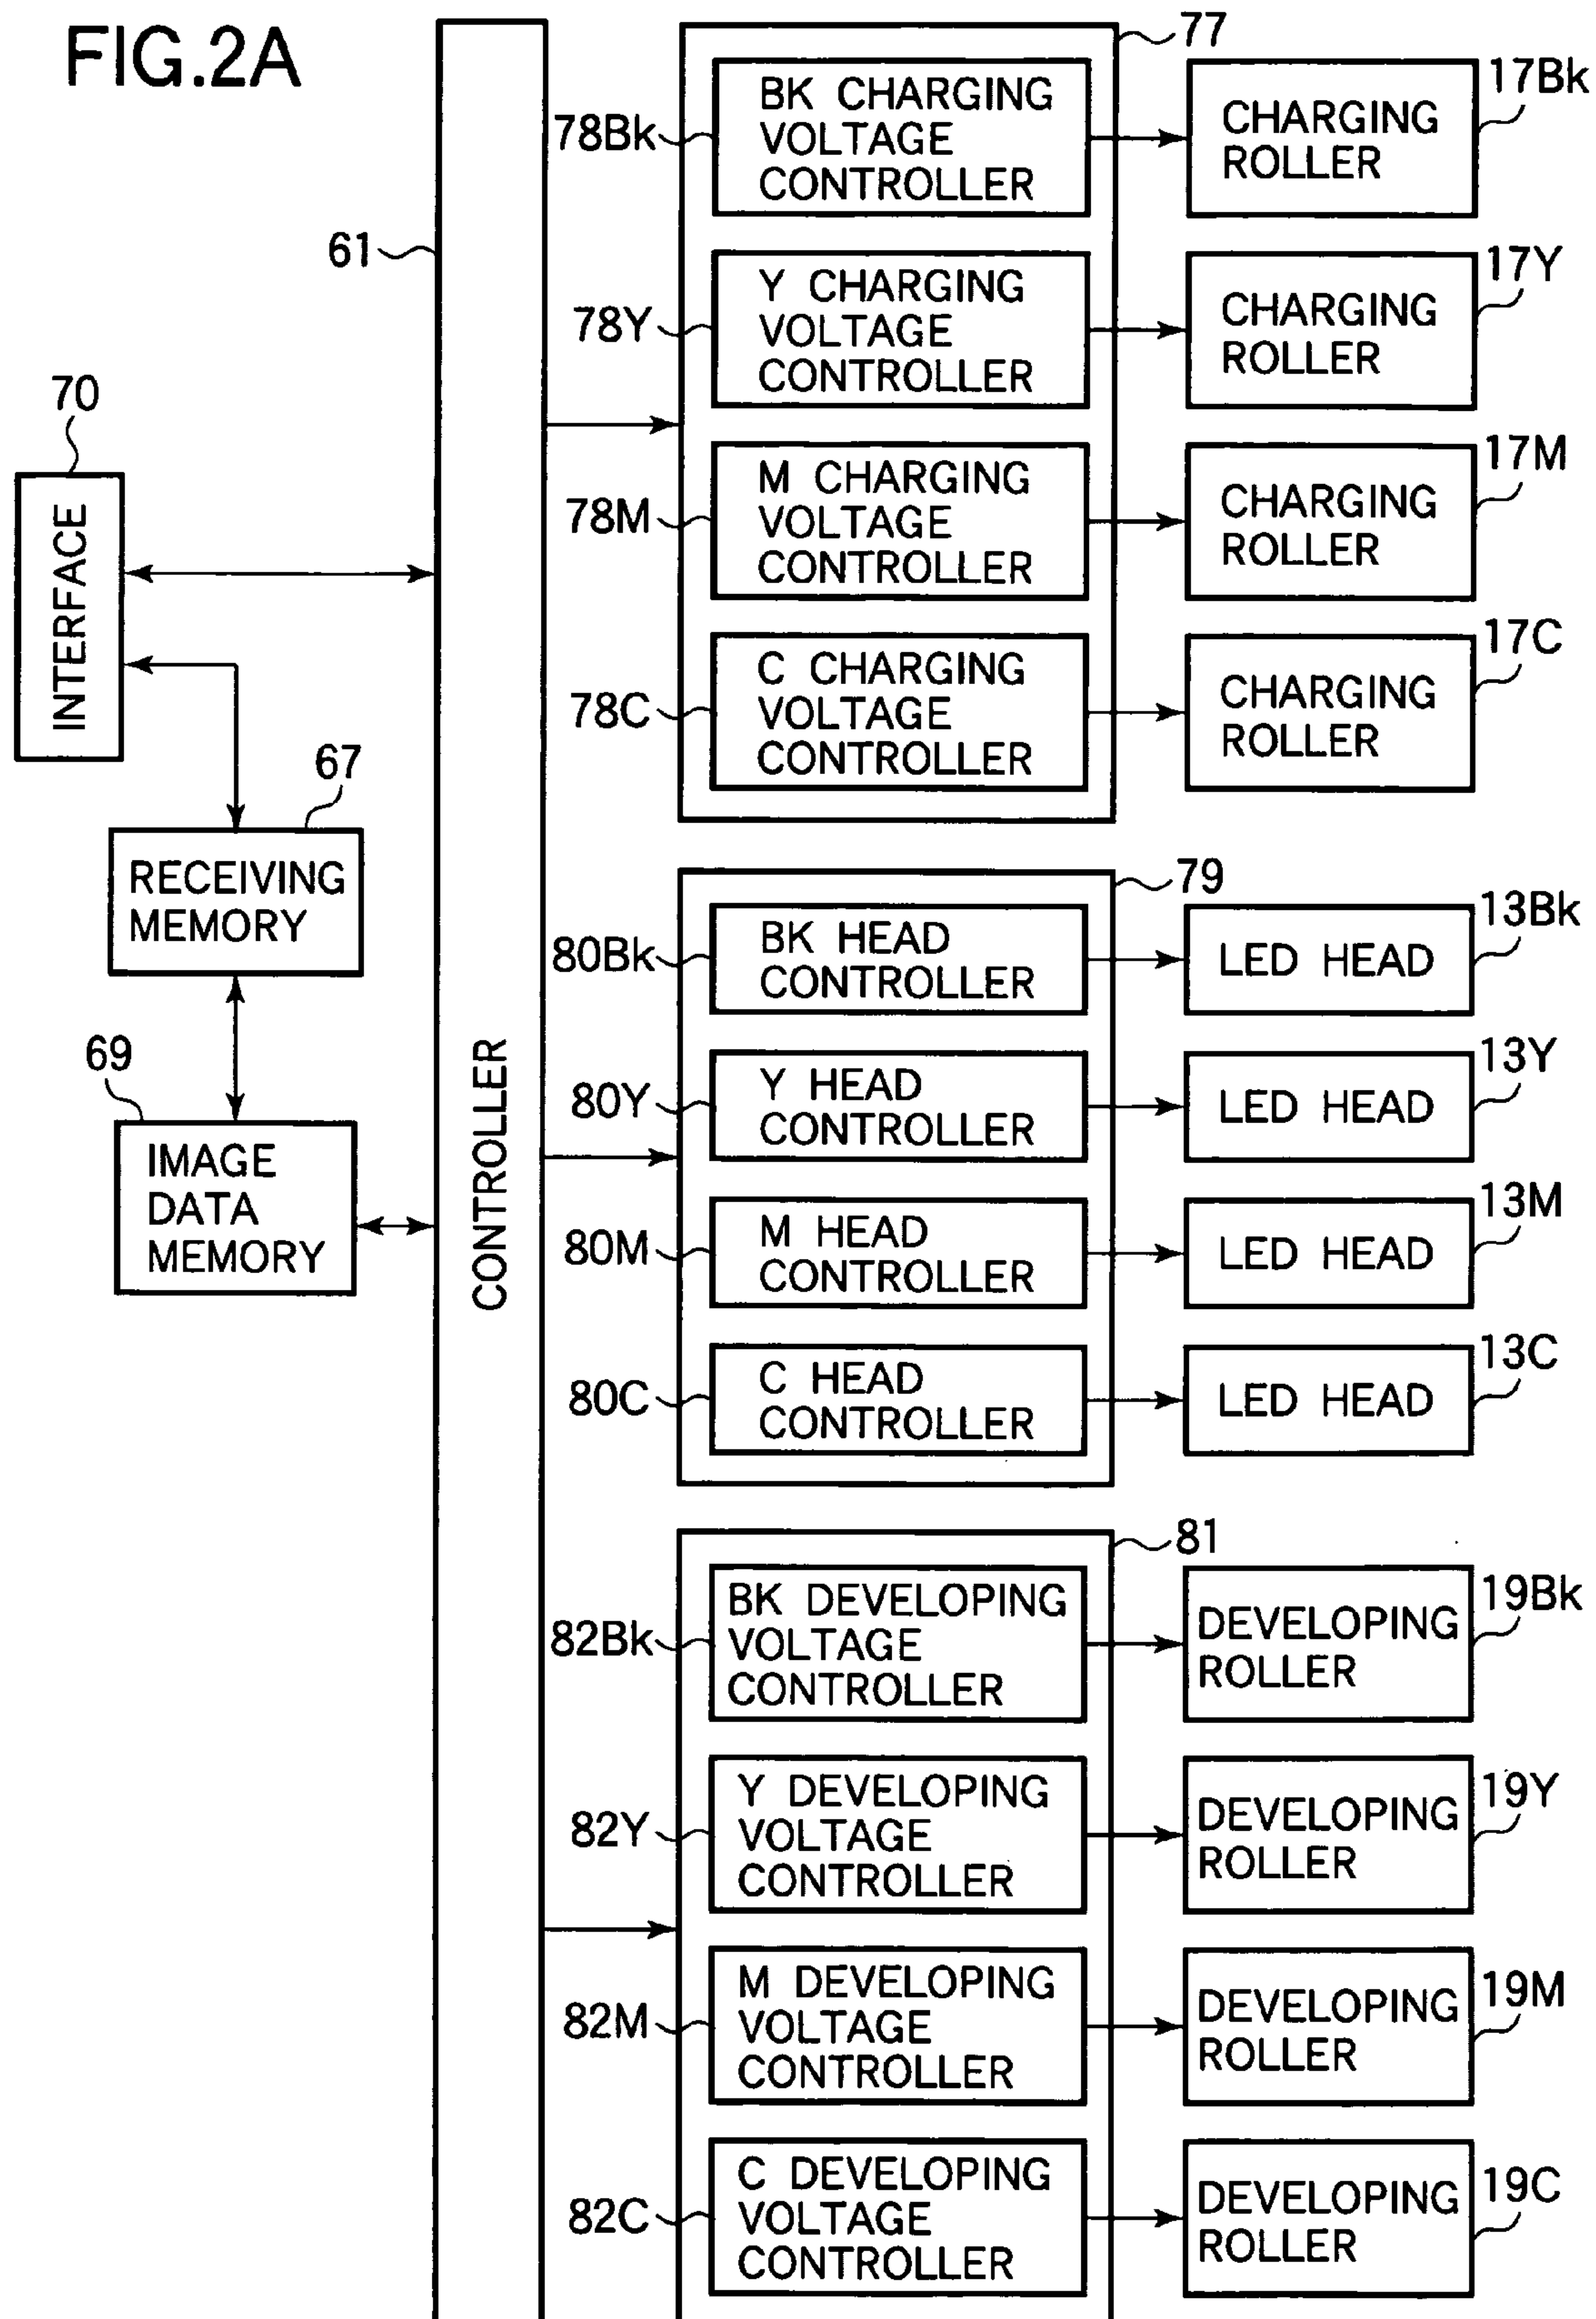 FIG.2A
77
BK CHARGING
VOLTAGE
CONTROLLER
78Bk
CHARGING
ROLLER
17Bk
61
Y CHARGING
VOLTAGE
CONTROLLER
78Y
CHARGING
ROLLER
17Y
70
INTERFACE
M CHARGING
VOLTAGE
CONTROLLER
78M
CHARGING
ROLLER
17M
C CHARGING
VOLTAGE
CONTROLLER
78C
CHARGING
ROLLER
17C
67
RECEIVING
MEMORY
69
IMAGE
DATA
MEMORY
CONTROLLER
79
BK HEAD
CONTROLLER
80Bk
LED HEAD
13Bk
Y HEAD
CONTROLLER
80Y
LED HEAD
13Y
M HEAD
CONTROLLER
80M
LED HEAD
13M
C HEAD
CONTROLLER
80C
LED HEAD
13C
81
BK DEVELOPING
VOLTAGE
CONTROLLER
82Bk
DEVELOPING
ROLLER
19Bk
Y DEVELOPING
VOLTAGE
CONTROLLER
82Y
DEVELOPING
ROLLER
19Y
M DEVELOPING
VOLTAGE
CONTROLLER
82M
DEVELOPING
ROLLER
19M
C DEVELOPING
VOLTAGE
CONTROLLER
82C
DEVELOPING
ROLLER
19C